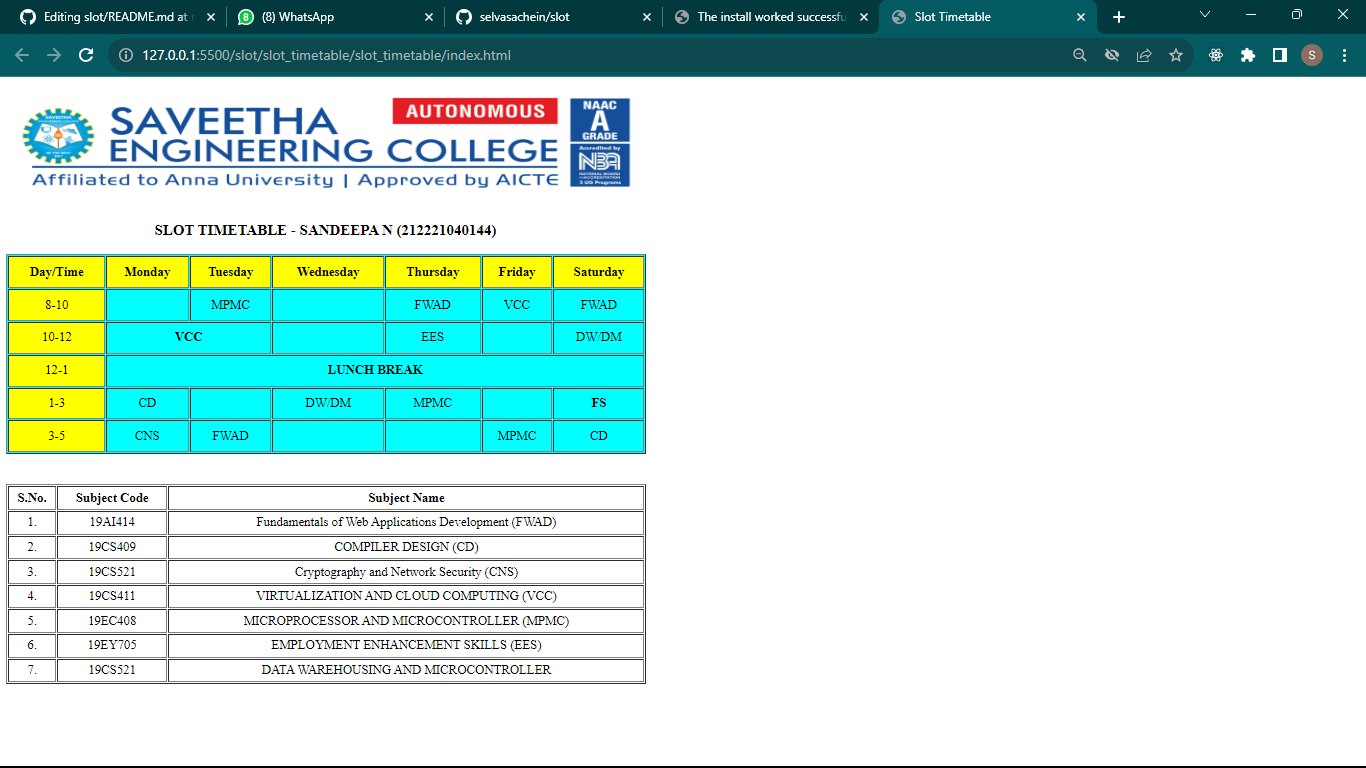 Editing slot/README.md at
(8) WhatsApp
selvasachein/slot
The install worked successfu
Slot Timetable
127.0.0.1:5500/slot/slot_timetable/slot_timetable/index.html
S
SAVEETHA
AUTONOMOUS
ENGINEERING COLLEGE
Affiliated to Anna University | Approved by AICTE
NAAC
A
GRADE
Accredited by
NBA
NATIONAL BOARD
5 UG Programs
SAVEETHA
SLOT TIMETABLE - SANDEEPA N (212221040144)
Day/Time Monday Tuesday Wednesday Thursday Friday Saturday
8-10 MPMC FWAD VCC FWAD
10-12 VCC EES DW/DM
12-1 LUNCH BREAK
1-3 CD DW/DM MPMC FS
3-5 CNS FWAD MPMC CD
S.No. Subject Code Subject Name
1. 19AI414 Fundamentals of Web Applications Development (FWAD)
2. 19CS409 COMPILER DESIGN (CD)
3. 19CS521 Cryptography and Network Security (CNS)
4. 19CS411 VIRTUALIZATION AND CLOUD COMPUTING (VCC)
5. 19EC408 MICROPROCESSOR AND MICROCONTROLLER (MPMC)
6. 19EY705 EMPLOYMENT ENHANCEMENT SKILLS (EES)
7. 19CS521 DATA WAREHOUSING AND MICROCONTROLLER